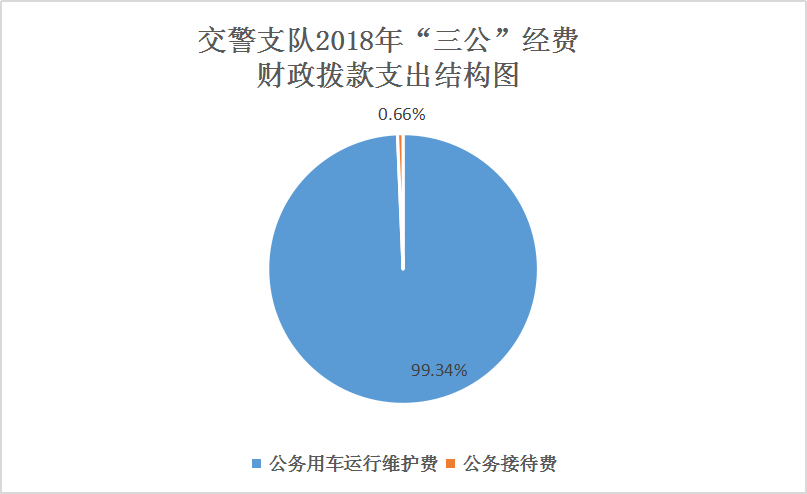 交警支队2018年“三公”经费
财政拨款支出结构图
0.66%
99.34%
公务用车运行维护费 公务接待费